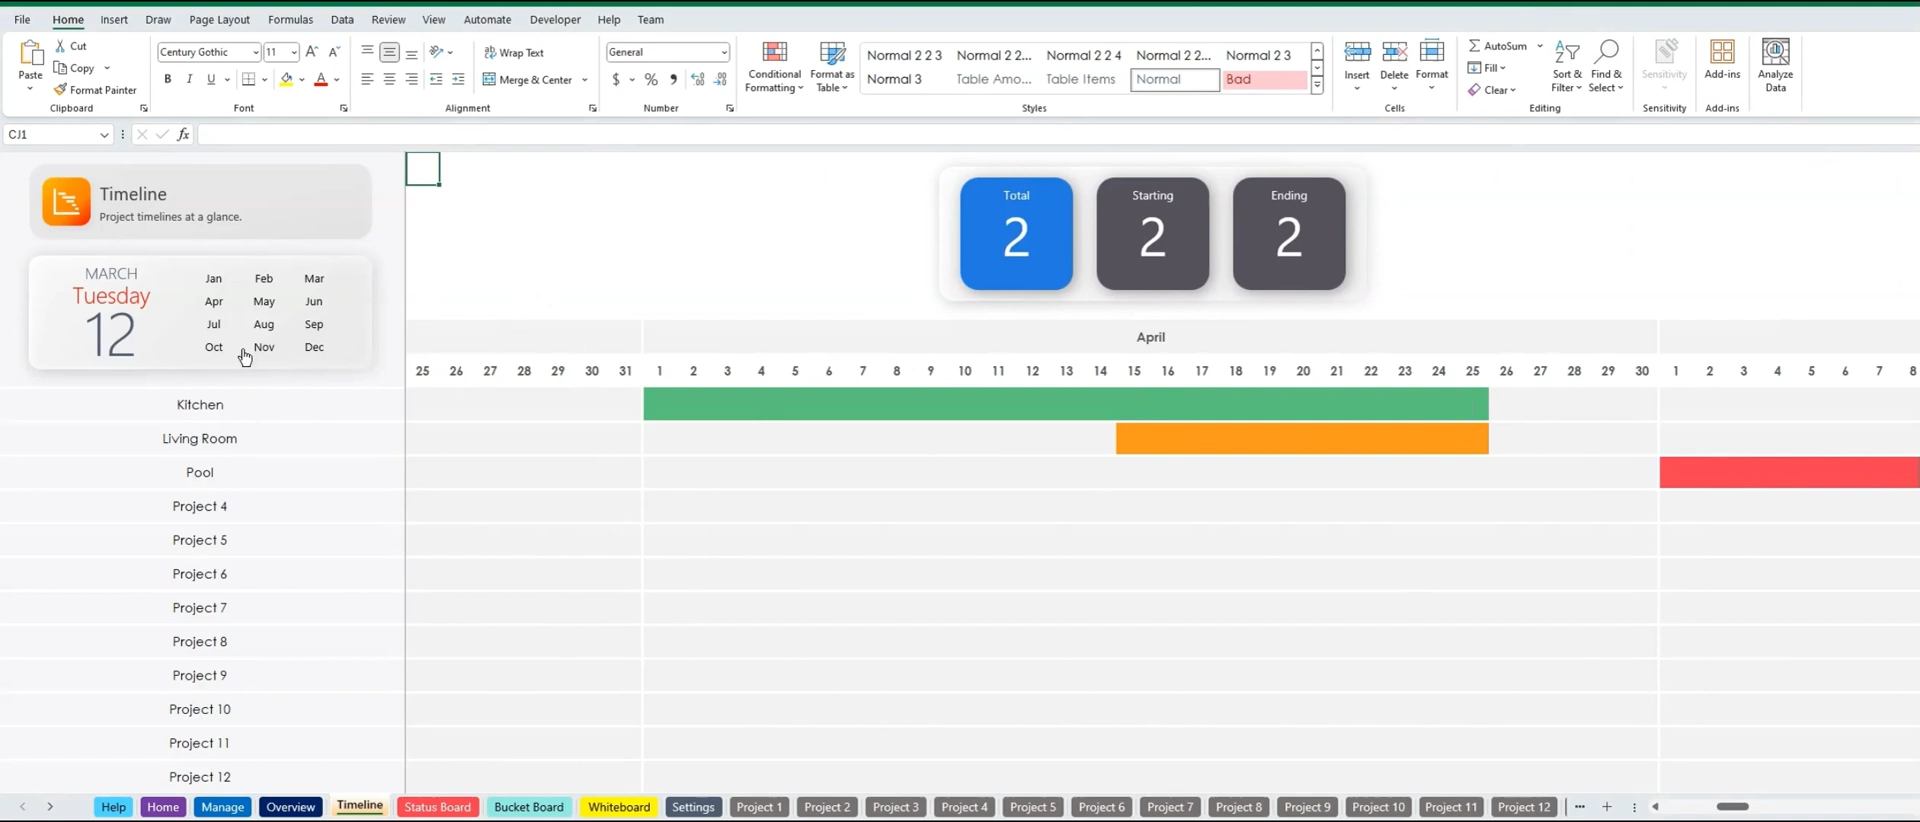 File Home Insert Draw Page Layout Formulas Data Review View Automate Developer Help Team
Cut
Copy
Format Painter
Paste
Clipboard
Century Gothic 11
B I U
Font
Wrap Text
Merge & Center
Alignment
General
$ %
Number
Conditional
Formatting
Format as
Table
Normal 2 2 3 Normal 2 2... Normal 2 2 4 Normal 2 2... Normal 2 3
Normal 3 Table Amo... Table Items Normal Bad
Styles
Insert Delete Format
Cells
AutoSum
Fill
Clear
Sort &
Filter
Find &
Select
Editing
Sensitivity
Sensitivity
Add-ins
Add-ins
Analyze
Data
CJ1 fx
Timeline
Project timelines at a glance.
MARCH
Tuesday
12
Jan Feb Mar
Apr May Jun
Jul Aug Sep
Oct Nov Dec
Total
2
Starting
2
Ending
2
April
25 26 27 28 29 30 31 1 2 3 4 5 6 7 8 9 10 11 12 13 14 15 16 17 18 19 20 21 22 23 24 25 26 27 28 29 30 1 2 3 4 5 6 7 8
Kitchen
Living Room
Pool
Project 4
Project 5
Project 6
Project 7
Project 8
Project 9
Project 10
Project 11
Project 12
Help Home Manage Overview Timeline Status Board Bucket Board Whiteboard Settings Project 1 Project 2 Project 3 Project 4 Project 5 Project 6 Project 7 Project 8 Project 9 Project 10 Project 11 Project 12